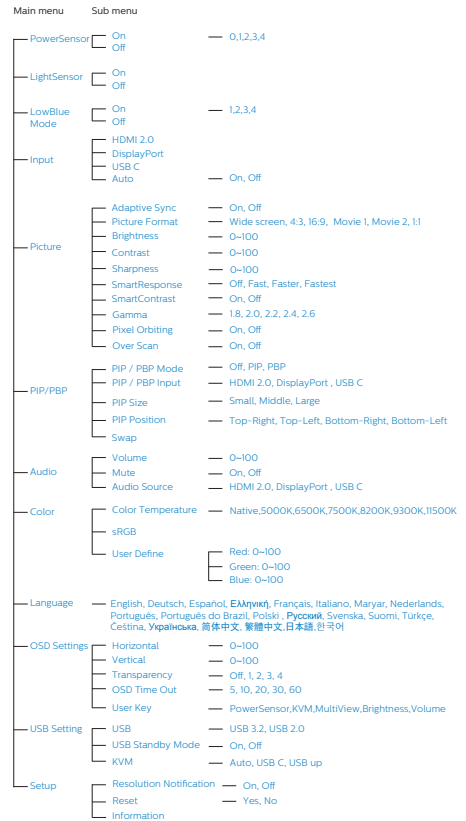 Main menu Sub menu
PowerSensor On 0,1,2,3,4
Off
LightSensor On
Off
LowBlue Mode On 1,2,3,4
Off
Input HDMI 2.0
DisplayPort
USB C
Auto On, Off
Picture Adaptive Sync On, Off
Picture Format Wide screen, 4:3, 16:9, Movie 1, Movie 2, 1:1
Brightness 0~100
Contrast 0~100
Sharpness 0~100
SmartResponse Off, Fast, Faster, Fastest
SmartContrast On, Off
Gamma 1.8, 2.0, 2.2, 2.4, 2.6
Pixel Orbiting On, Off
Over Scan On, Off
PIP/PBP PIP / PBP Mode Off, PIP, PBP
PIP / PBP Input HDMI 2.0, DisplayPort , USB C
PIP Size Small, Middle, Large
PIP Position Top-Right, Top-Left, Bottom-Right, Bottom-Left
Swap
Audio Volume 0~100
Mute On, Off
Audio Source HDMI 2.0, DisplayPort , USB C
Color Color Temperature Native,5000K,6500K,7500K,8200K,9300K,11500K
sRGB
User Define Red: 0~100
Green: 0~100
Blue: 0~100
Language English, Deutsch, Español, Ελληνική, Français, Italiano, Maryar, Nederlands,
Português, Português do Brazil, Polski , Русский, Svenska, Suomi, Türkçe,
Čeština, Українська, 简体中文, 繁體中文,日本語,한국어
OSD Settings Horizontal 0~100
Vertical 0~100
Transparency Off, 1, 2, 3, 4
OSD Time Out 5, 10, 20, 30, 60
User Key PowerSensor,KVM,MultiView,Brightness,Volume
USB Setting USB USB 3.2, USB 2.0
USB Standby Mode On, Off
KVM Auto, USB C, USB up
Setup Resolution Notification On, Off
Reset Yes, No
Information